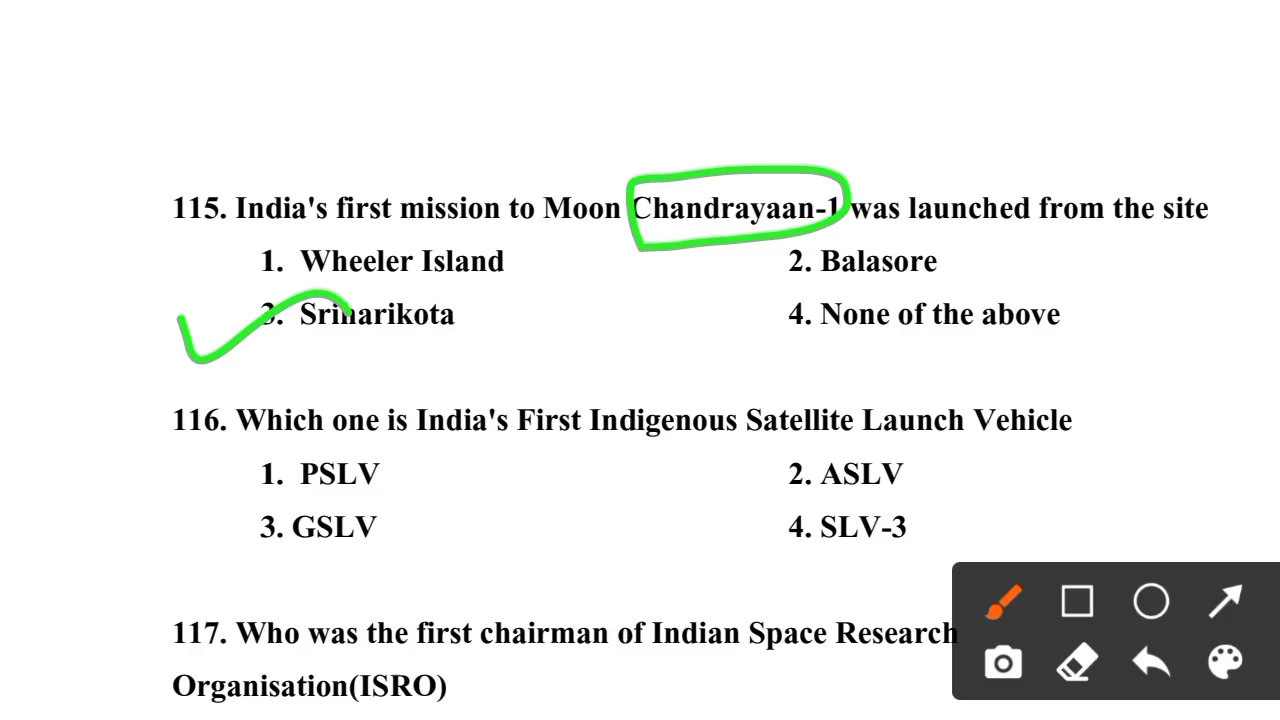 115. India's first mission to Moon Chandrayaan-1 was launched from the site
1. Wheeler Island 2. Balasore
3. Sriharikota 4. None of the above
116. Which one is India's First Indigenous Satellite Launch Vehicle
1. PSLV 2. ASLV
3. GSLV 4. SLV-3
117. Who was the first chairman of Indian Space Research
Organisation(ISRO)